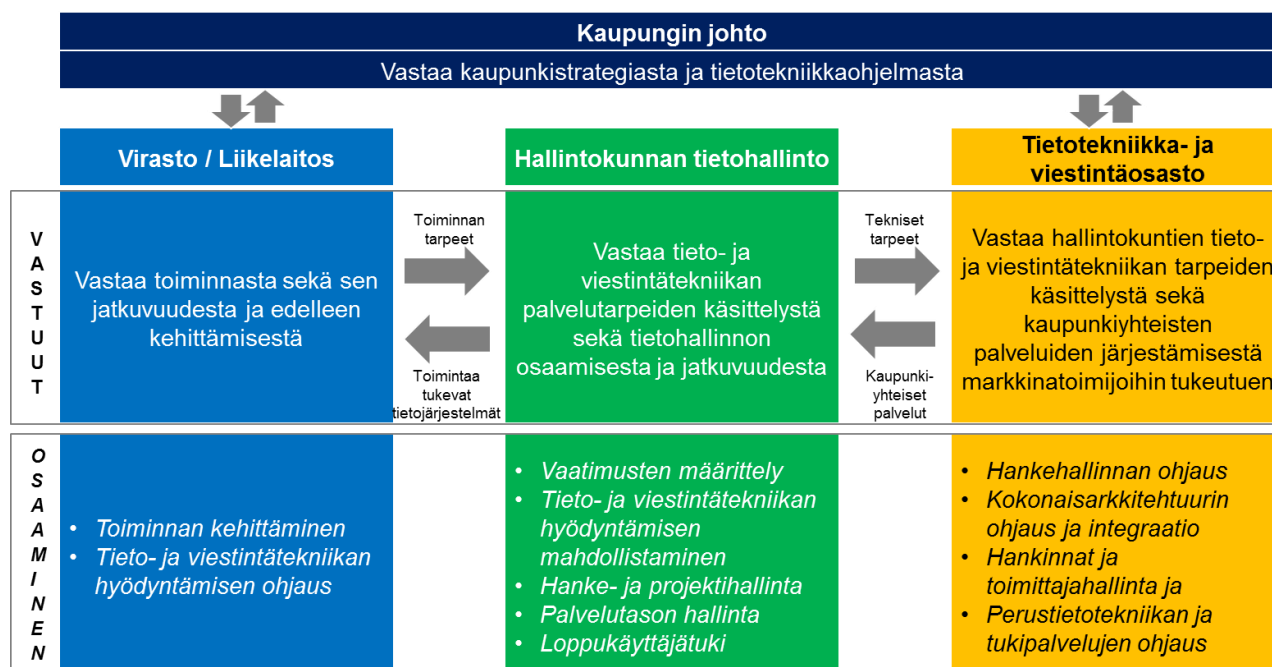 Kaupungin johto
Vastaa kaupunkistrategiasta ja tietotekniikkaohjelmasta
Virasto / Liikelaitos
Hallintokunnan tietohallinto
Tietotekniikka- ja
viestintäosasto
VASTUUT
Vastaa toiminnasta sekä sen
jatkuvuudesta ja edelleen
kehittämisestä
Toiminnan
tarpeet
Toimintaa
tukevat
tietojärjestelmät
Vastaa tieto- ja
viestintätekniikan
palvelutarpeiden käsittelystä
sekä tietohallinnon
osaamisesta ja jatkuvuudesta
Tekniset
tarpeet
Kaupunki-
yhteiset
palvelut
Vastaa hallintokuntien tieto-
ja viestintätekniikan tarpeiden
käsittelystä sekä
kaupunkiyhteisten
palveluiden järjestämisestä
markkinatoimijoihin tukeutuen
OSAAMINEN
• Toiminnan kehittäminen
• Tieto- ja viestintätekniikan
hyödyntämisen ohjaus
• Vaatimusten määrittely
• Tieto- ja viestintätekniikan
hyödyntämisen
mahdollistaminen
• Hanke- ja projektihallinta
• Palvelutason hallinta
• Loppukäyttäjätuki
• Hankehallinnan ohjaus
• Kokonaisarkkitehtuurin
ohjaus ja integraatio
• Hankinnat ja
toimittajahallinta ja
• Perustietotekniikan ja
tukipalvelujen ohjaus